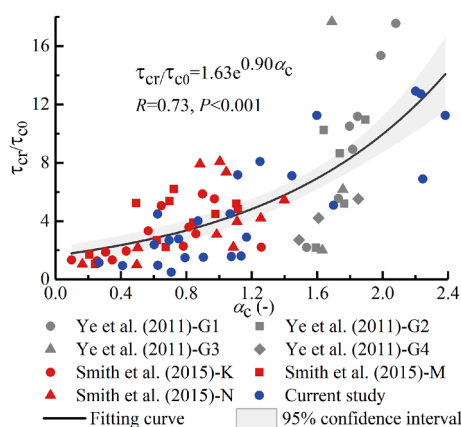 16
12
8
4
0
τcr/τc0
τcr/τc0=1.63e^0.90αc
R=0.73, P<0.001
0.0 0.4 0.8 1.2 1.6 2.0 2.4
αc (-)
Ye et al. (2011)-G1 Ye et al. (2011)-G2
Ye et al. (2011)-G3 Ye et al. (2011)-G4
Smith et al. (2015)-K Smith et al. (2015)-M
Smith et al. (2015)-N Current study
Fitting curve 95% confidence interval